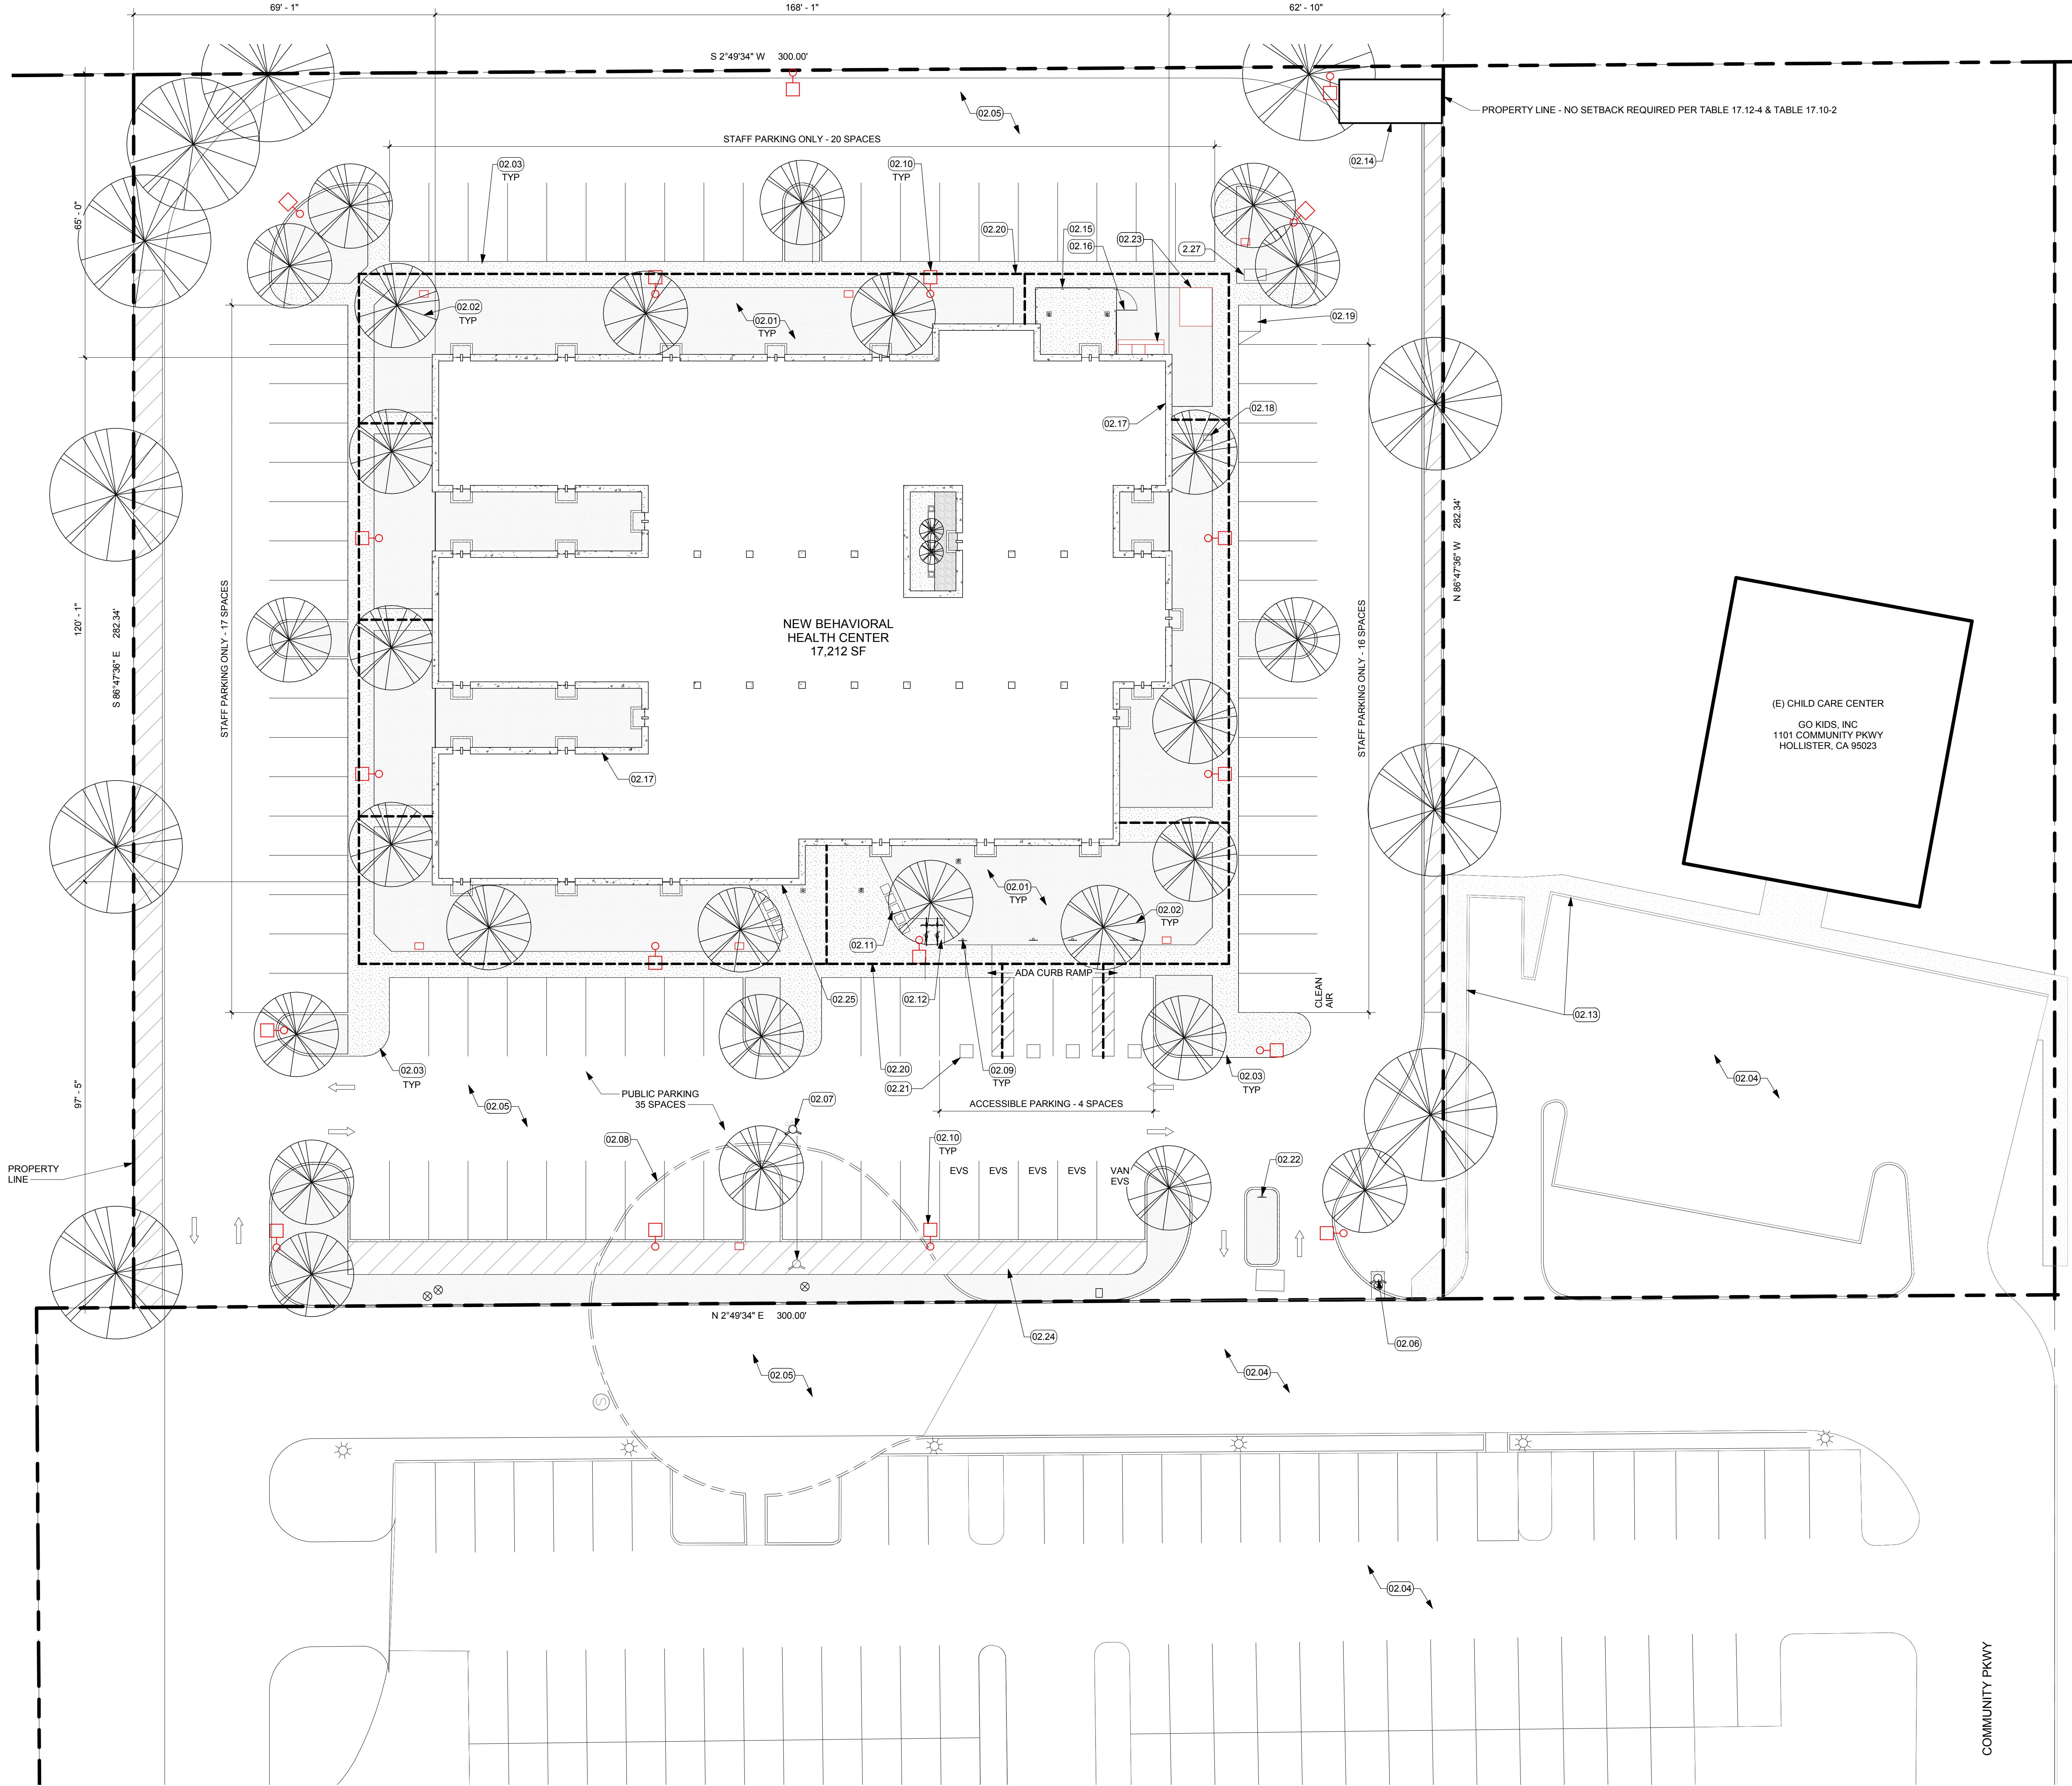 69' - 1"
168' - 1"
62' - 10"
S 2°49'34" W 300.00'
02.05
PROPERTY LINE - NO SETBACK REQUIRED PER TABLE 17.12-4 & TABLE 17.10-2
STAFF PARKING ONLY - 20 SPACES
02.14
02.03
TYP
02.10
TYP
65' - 0"
02.20
02.15
02.16
02.23
2.27
02.02
TYP
02.01
TYP
02.19
02.17
02.18
N 86°47'36" W 282.34'
120' - 1"
S 86°47'36" E 282.34'
STAFF PARKING ONLY - 17 SPACES
NEW BEHAVIORAL
HEALTH CENTER
17,212 SF
STAFF PARKING ONLY - 16 SPACES
(E) CHILD CARE CENTER
GO KIDS, INC
1101 COMMUNITY PKWY
HOLLISTER, CA 95023
02.17
02.01
TYP
02.02
TYP
02.11
ADA CURB RAMP
02.25
02.12
CLEAN
AIR
02.13
02.03
TYP
02.20
02.21
02.09
TYP
02.03
TYP
02.04
97' - 5"
02.05
PUBLIC PARKING
35 SPACES
02.07
ACCESSIBLE PARKING - 4 SPACES
02.08
02.10
TYP
PROPERTY
LINE
EVS
EVS
EVS
EVS
VAN
EVS
02.22
N 2°49'34" E 300.00'
02.24
02.06
02.05
02.04
S
02.04
COMMUNITY PKWY